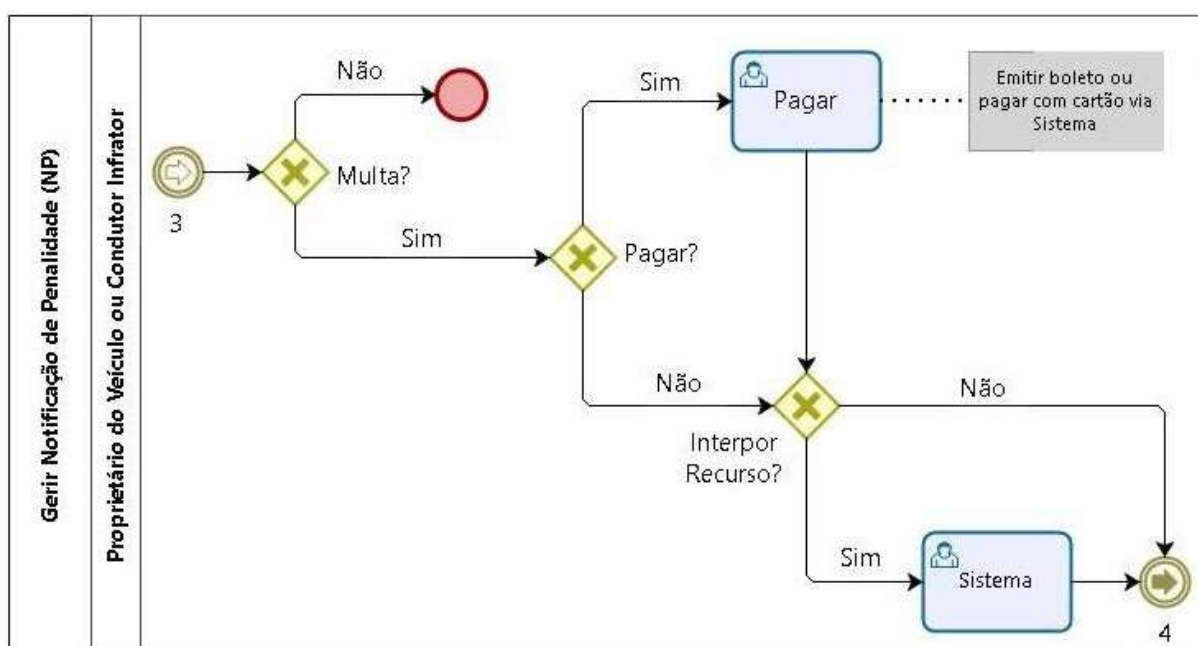 Gerir Notificação de Penalidade (NP)
Proprietário do Veículo ou Condutor Infrator
3
Multa?
Não
Sim
Pagar?
Sim
Pagar
Emitir boleto ou
pagar com cartão via
Sistema
Não
Interpor
Recurso?
Não
Sim
Sistema
4